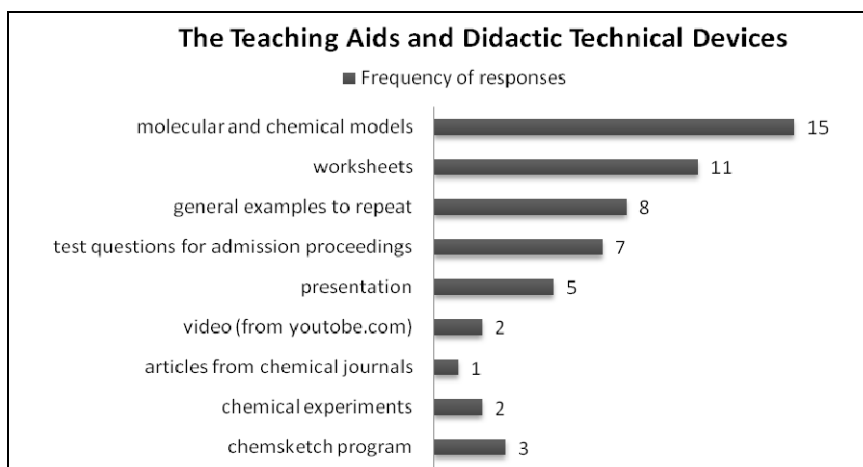 The Teaching Aids and Didactic Technical Devices
Frequency of responses
molecular and chemical models 15
worksheets 11
general examples to repeat 8
test questions for admission proceedings 7
presentation 5
video (from youtobe.com) 2
articles from chemical journals 1
chemical experiments 2
chemsketch program 3